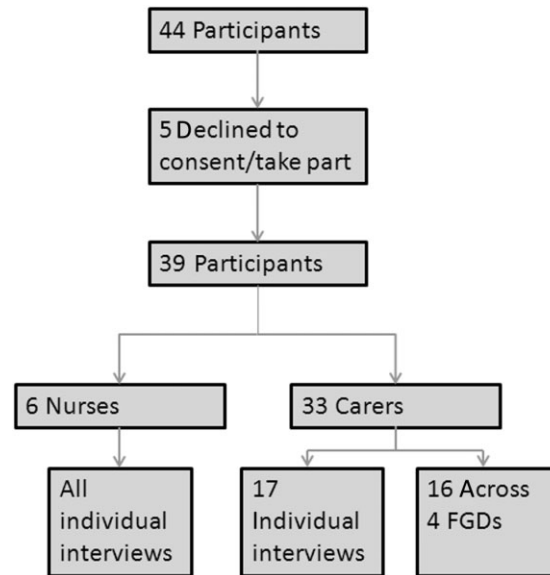 44 Participants
5 Declined to
consent/take part
39 Participants
6 Nurses
33 Carers
All
individual
interviews
17
Individual
interviews
16 Across
4 FGDs